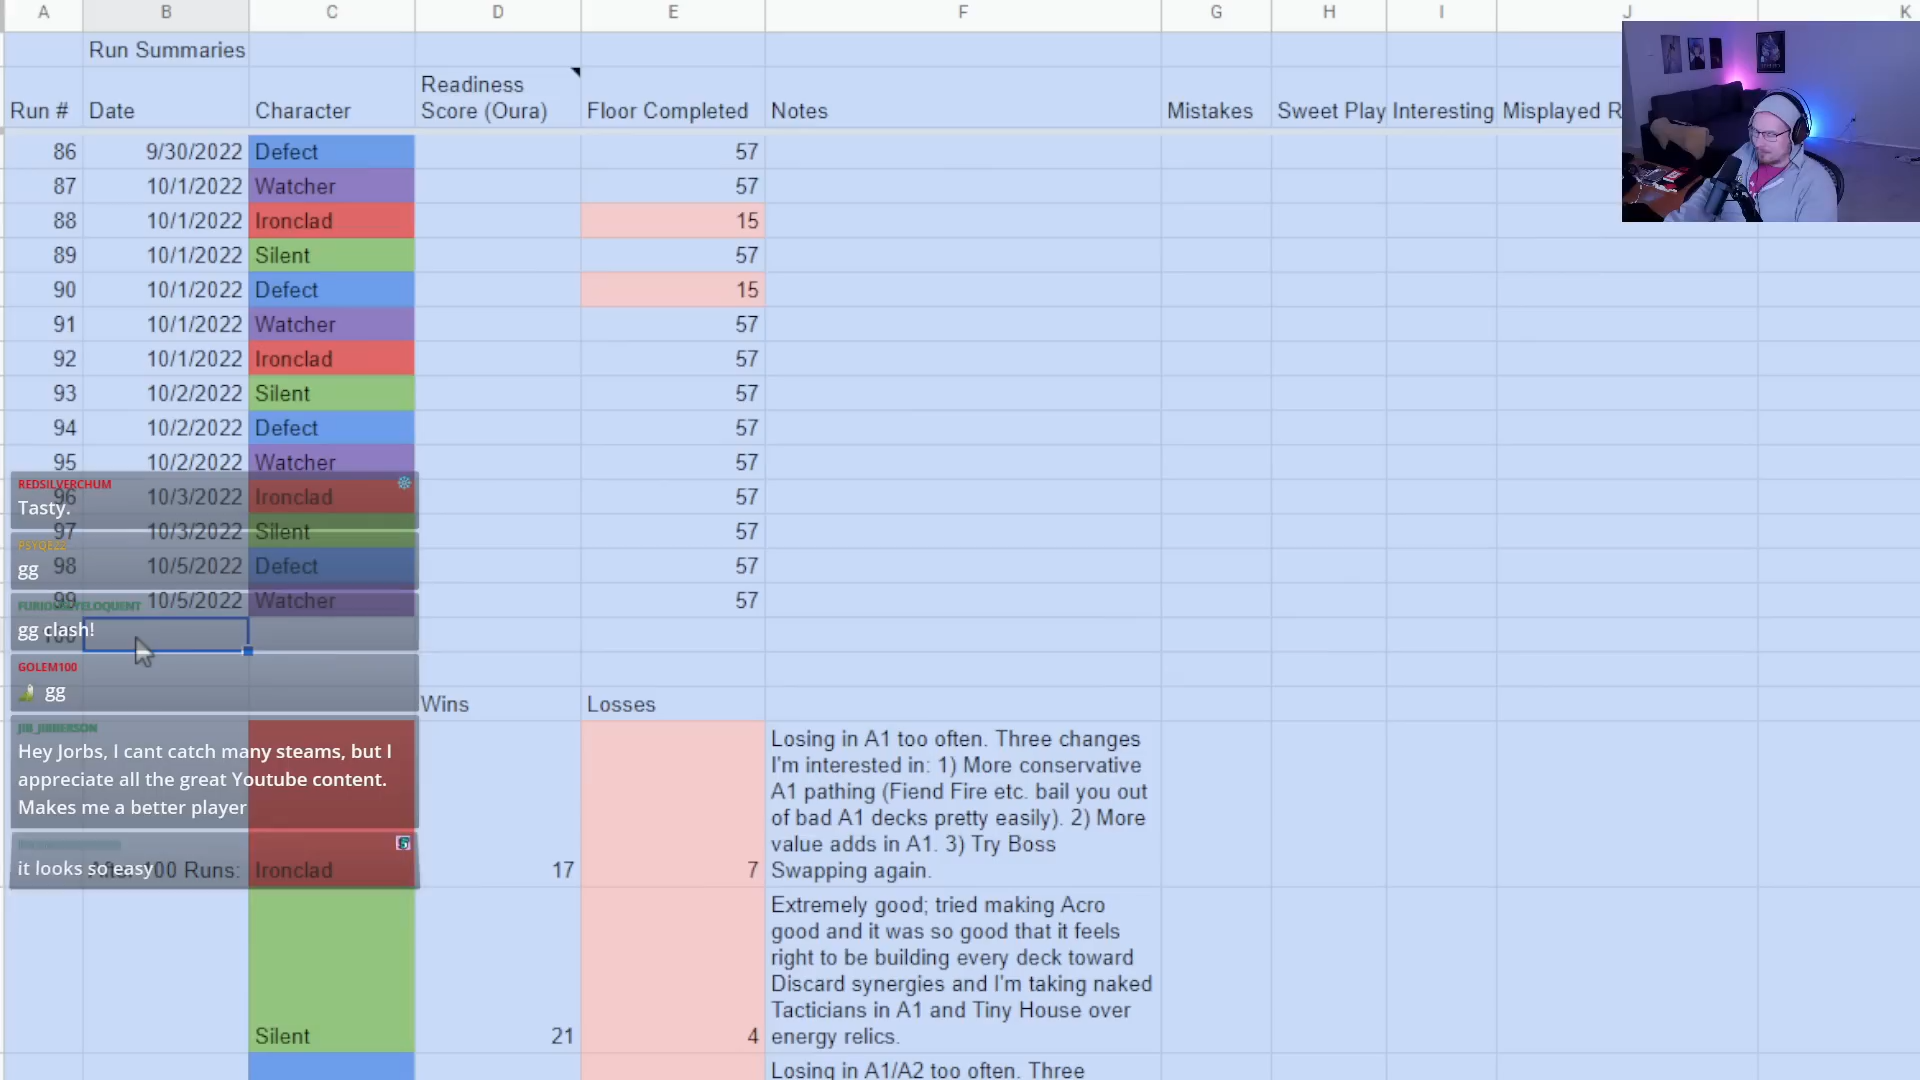 A B C D E F G H I J K
Run Summaries
Readiness
Run # Date Character Score (Oura) Floor Completed Notes Mistakes Sweet Play Interesting Misplayed R
86 9/30/2022 Defect 57
87 10/1/2022 Watcher 57
88 10/1/2022 Ironclad 15
89 10/1/2022 Silent 57
90 10/1/2022 Defect 15
91 10/1/2022 Watcher 57
92 10/1/2022 Ironclad 57
93 10/2/2022 Silent 57
94 10/2/2022 Defect 57
95 10/2/2022 Watcher 57
REDSILVERCHUM
96 10/3/2022 Ironclad 57
Tasty.
97 10/3/2022 Silent 57
98 10/5/2022 Defect 57
gg
99 10/5/2022 Watcher 57
gg clash!
100
GOLEM100
gg
Wins Losses
JILL_JIBBERSON
Hey Jorbs, I cant catch many steams, but I
appreciate all the great Youtube content.
Makes me a better player
it looks so easy
After 100 Runs: Ironclad 17 7
Losing in A1 too often. Three changes
I'm interested in: 1) More conservative
A1 pathing (Fiend Fire etc. bail you out
of bad A1 decks pretty easily). 2) More
value adds in A1. 3) Try Boss
Swapping again.
Silent 21 4
Extremely good; tried making Acro
good and it was so good that it feels
right to be building every deck toward
Discard synergies and I'm taking naked
Tacticians in A1 and Tiny House over
energy relics.
Losing in A1/A2 too often. Three